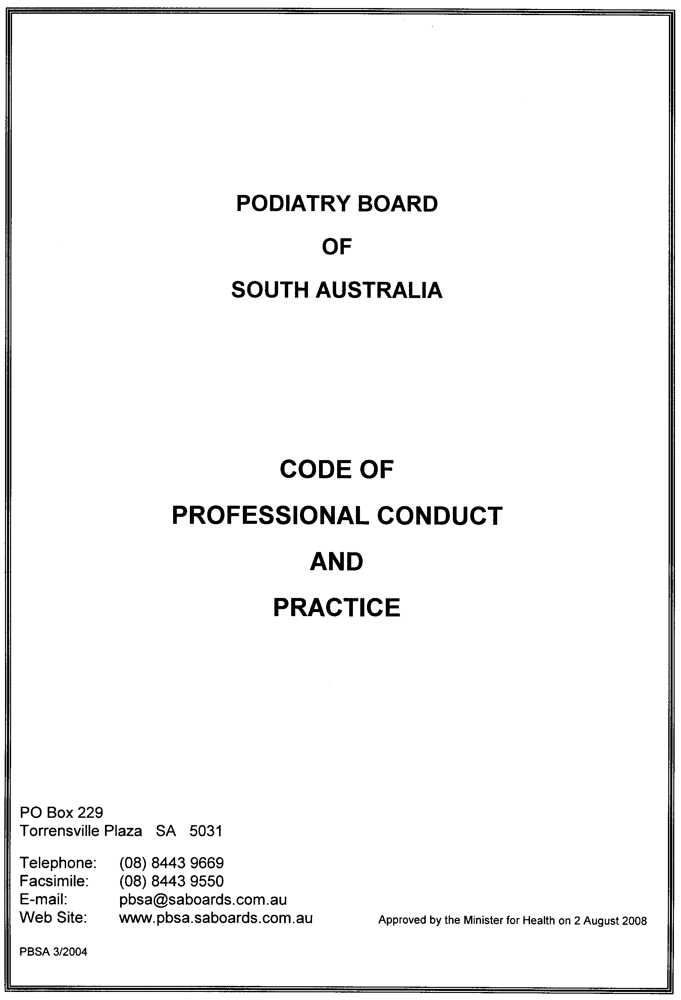 PODIATRY BOARD
OF
SOUTH AUSTRALIA
CODE OF
PROFESSIONAL CONDUCT
AND
PRACTICE
PO Box 229
Torrensville Plaza SA 5031
Telephone: (08) 8443 9669
Facsimile: (08) 8443 9550
E-mail: pbsa@saboards.com.au
Web Site: www.pbsa.saboards.com.au
Approved by the Minister for Health on 2 August 2008
PBSA 3/2004